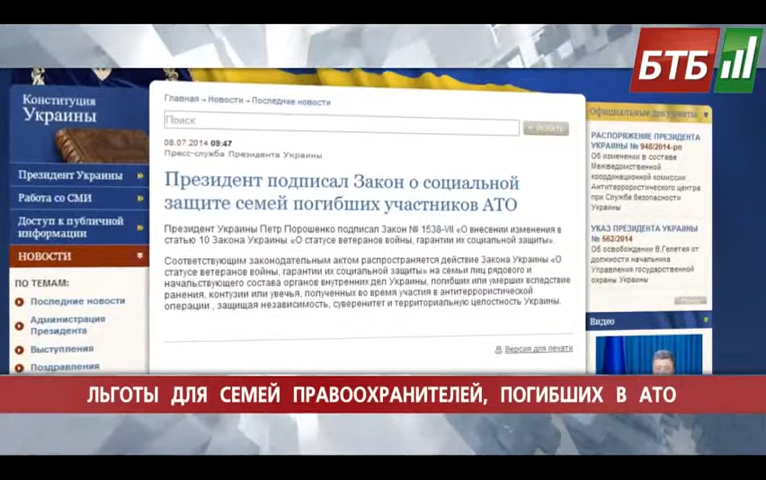 БТБ
Конституция
Украины
Президент Украины
Работа со СМИ
Доступ к публичной
информации
НОВОСТИ
ПО ТЕМАМ:
Последние новости
Администрация
Президента
Выступления
Поздравления
Главная → Новости → Последние новости
Поиск
искать
08.07.2014 09:47
Пресс-служба Президента Украины
Президент подписал Закон о социальной
защите семей погибших участников АТО
Президент Украины Петр Порошенко подписал Закон № 1538-VII «О внесении изменения в
статью 10 Закона Украины «О статусе ветеранов войны, гарантии их социальной защиты».
Соответствующим законодательным актом распространяется действие Закона Украины «О
статусе ветеранов войны, гарантии их социальной защиты» на семьи лиц рядового и
начальствующего состава органов внутренних дел Украины, погибших или умерших вследствие
ранения, контузии или увечья, полученных во время участия в антитеррористической
операции , защищая независимость, суверенитет и территориальную целостность Украины.
Версия для печати
Официальные документы
РАСПОРЯЖЕНИЕ ПРЕЗИДЕНТА
УКРАИНЫ № 948/2014-рп
Об изменении в составе
Межведомственной
координационной комиссии
Антитеррористического центра
при Службе безопасности
Украины
УКАЗ ПРЕЗИДЕНТА УКРАИНЫ
№ 562/2014
Об освобождении В.Гелетея от
должности начальника
Управления государственной
охраны Украины
Видео
ЛЬГОТЫ ДЛЯ СЕМЕЙ ПРАВООХРАНИТЕЛЕЙ, ПОГИБШИХ В АТО